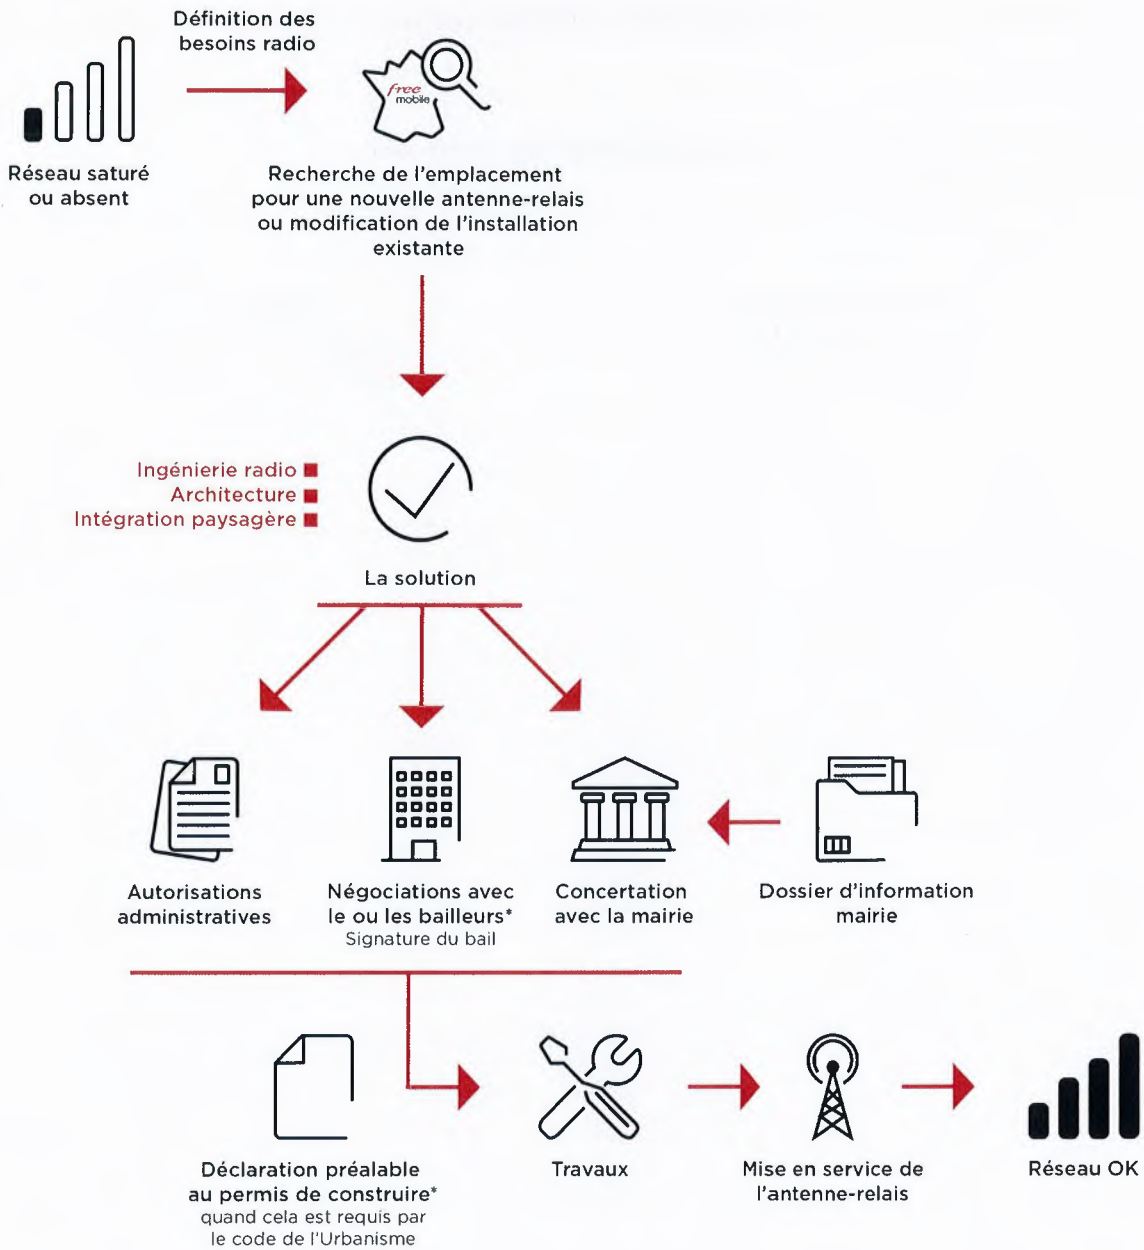 Définition des
besoins radio
free
mobile
Réseau saturé
ou absent
Recherche de l'emplacement
pour une nouvelle antenne-relais
ou modification de l'installation
existante
Ingénierie radio
Architecture
Intégration paysagère
La solution
Autorisations
administratives
Négociations avec
le ou les bailleurs*
Signature du bail
Concertation
avec la mairie
Dossier d'information
mairie
Déclaration préalable
au permis de construire*
quand cela est requis par
le code de l'Urbanisme
Travaux
Mise en service de
l'antenne-relais
Réseau OK